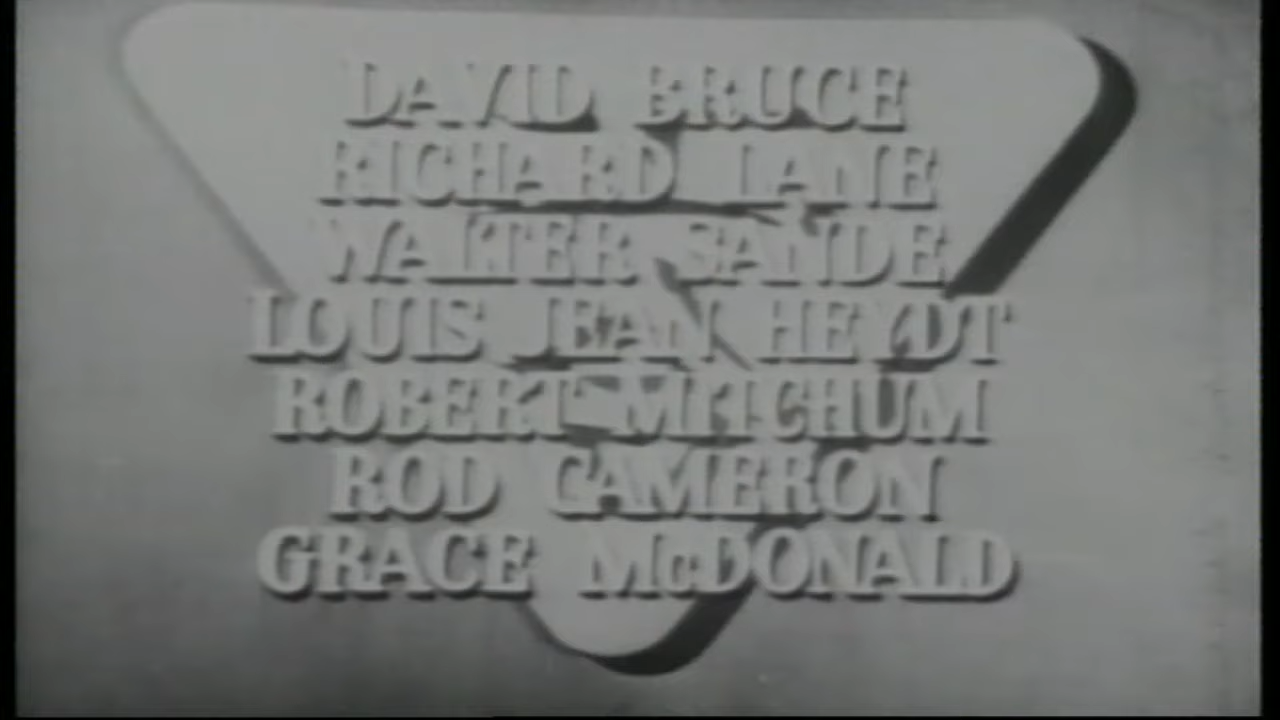 DAVID BRUCE
RICHARD LANE
WALTER SANDE
LOUIS JEAN HEYDT
ROBERT MITCHUM
ROD CAMERON
GRACE McDONALD